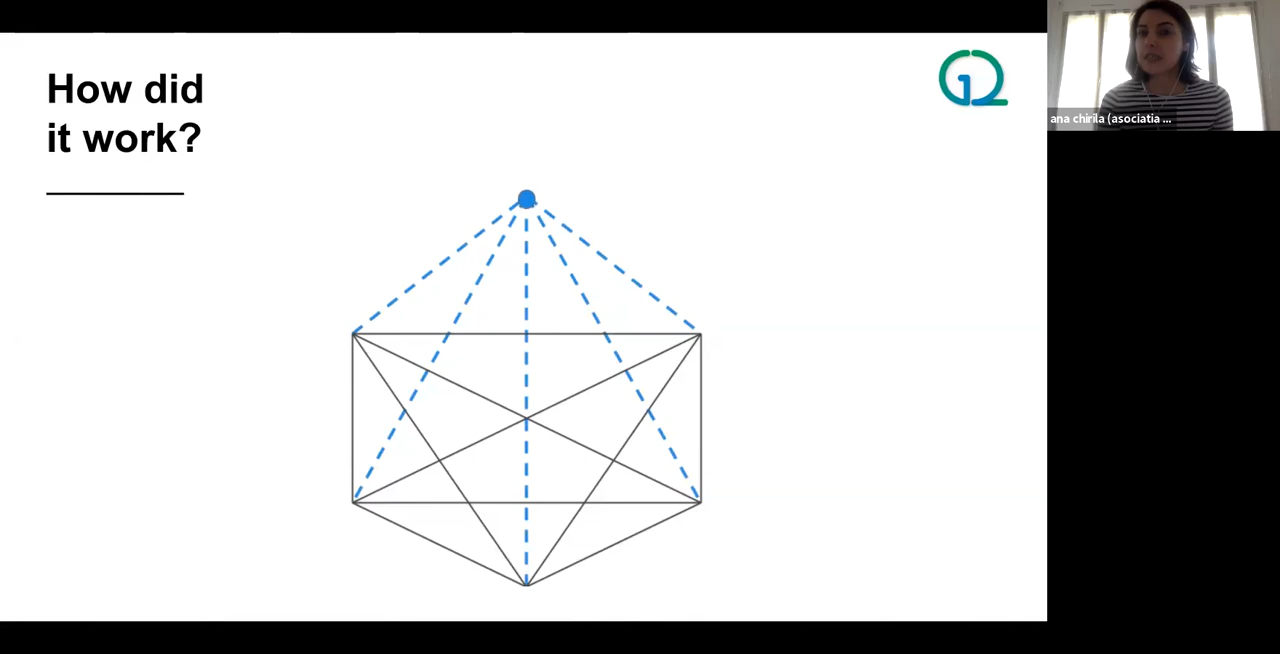 How did
it work?
ana chirila (asociatia ...